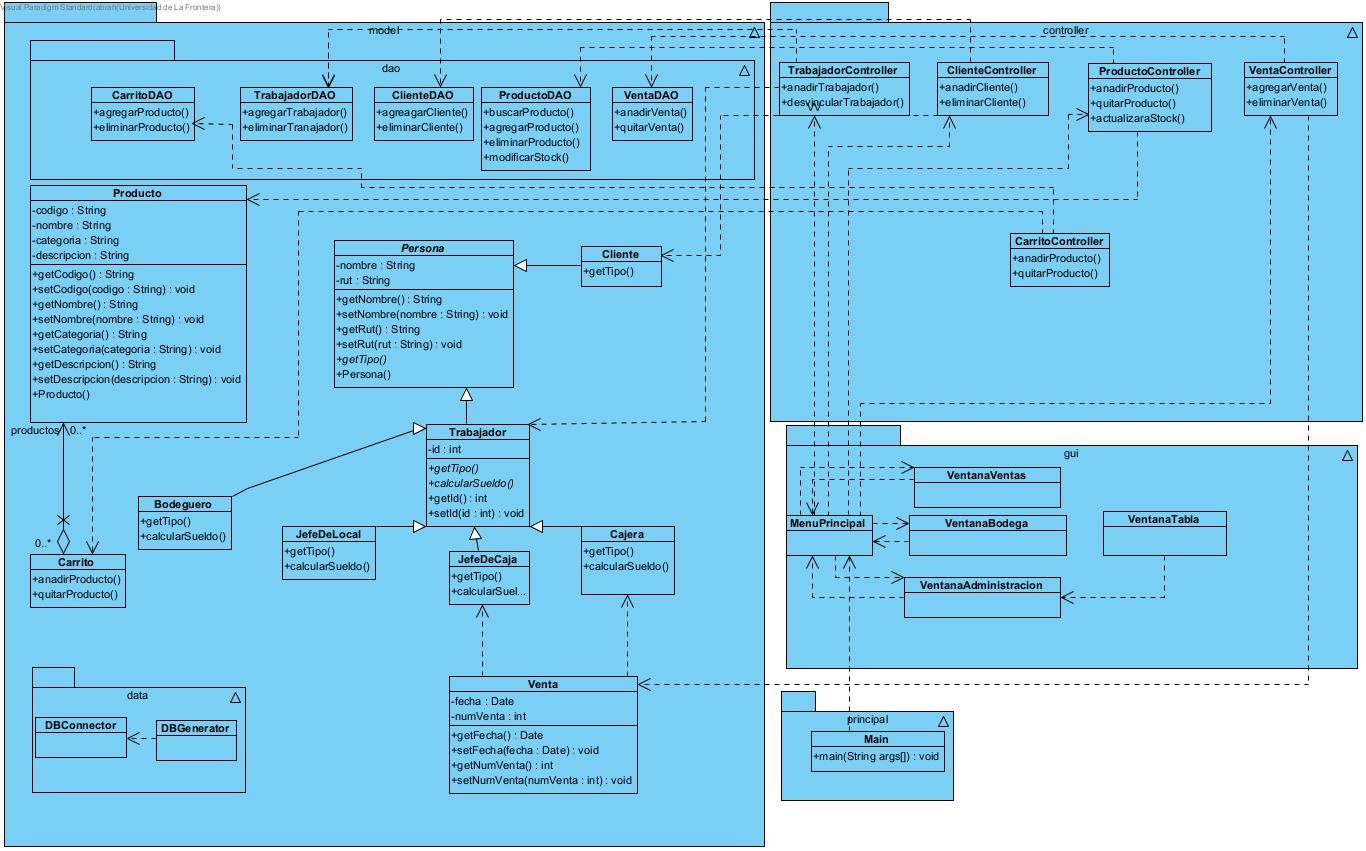 Visual Paradigm Standard(abrah(Universidad de La Frontera))
model
dao
CarritoDAO
+agregarProducto()
+eliminarProducto()
TrabajadorDAO
+agregarTrabajador()
+eliminarTranajador()
ClienteDAO
+agreagarCliente()
+eliminarCliente()
ProductoDAO
+buscarProducto()
+agregarProducto()
+eliminarProducto()
+modificarStock()
VentaDAO
+anadirVenta()
+quitarVenta()
Producto
-codigo : String
-nombre : String
-categoria : String
-descripcion : String
+getCodigo() : String
+setCodigo(codigo : String) : void
+getNombre() : String
+setNombre(nombre : String) : void
+getCategoria() : String
+setCategoria(categoria : String) : void
+getDescripcion() : String
+setDescripcion(descripcion : String) : void
+Producto()
productos
0..*
0..*
Carrito
+anadirProducto()
+quitarProducto()
Persona
-nombre : String
-rut : String
+getNombre() : String
+setNombre(nombre : String) : void
+getRut() : String
+setRut(rut : String) : void
+getTipo()
+Persona()
Cliente
+getTipo()
Trabajador
-id : int
+getTipo()
+calcularSueldo()
+getId() : int
+setId(id : int) : void
Bodeguero
+getTipo()
+calcularSueldo()
JefeDeLocal
+getTipo()
+calcularSueldo()
JefeDeCaja
+getTipo()
+calcularSuel...
Cajera
+getTipo()
+calcularSueldo()
Venta
-fecha : Date
-numVenta : int
+getFecha() : Date
+setFecha(fecha : Date) : void
+getNumVenta() : int
+setNumVenta(numVenta : int) : void
data
DBConnector
DBGenerator
controller
TrabajadorController
+anadirTrabajador()
+desvincularTrabajador()
ClienteController
+anadirCliente()
+eliminarCliente()
ProductoController
+anadirProducto()
+quitarProducto()
+actualizaraStock()
VentaController
+agregarVenta()
+eliminarVenta()
CarritoController
+anadirProducto()
+quitarProducto()
gui
VentanaVentas
MenuPrincipal
VentanaBodega
VentanaTabla
VentanaAdministracion
principal
Main
+main(String args[]) : void